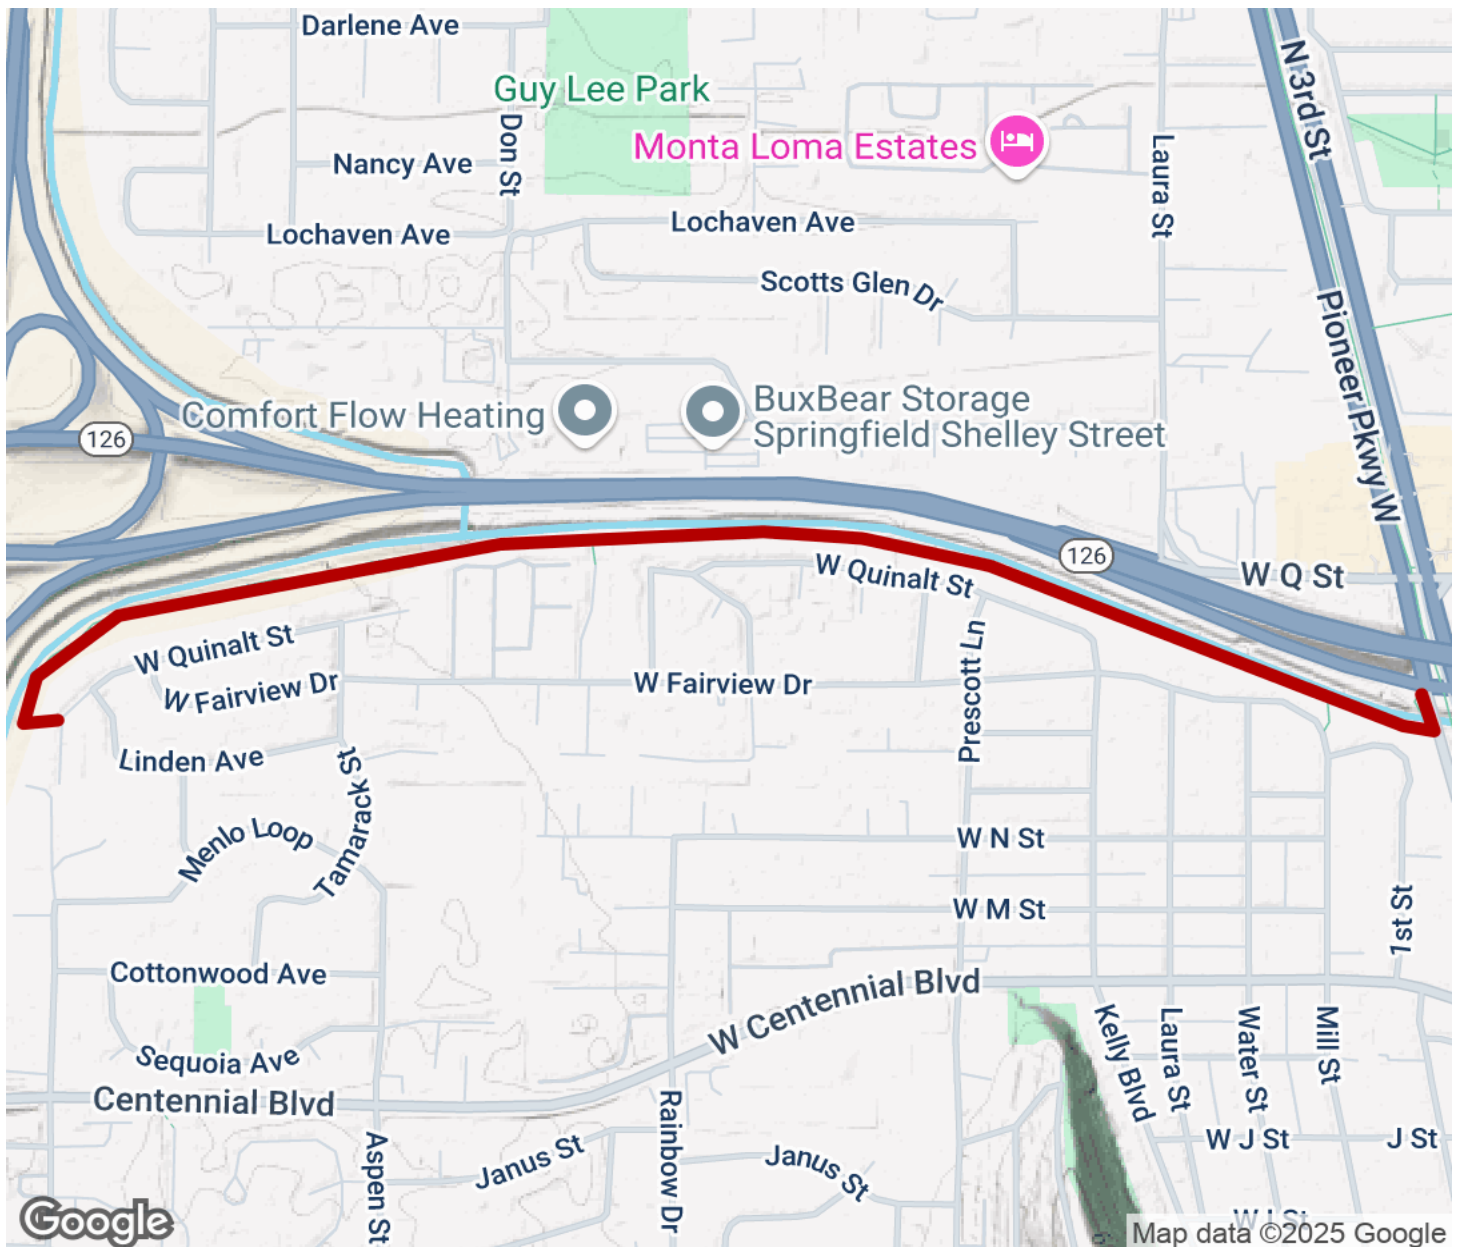 Darlene Ave
N 3rd St
Guy Lee Park
Monta Loma Estates
Don St
Nancy Ave
Laura St
Lochaven Ave
Lochaven Ave
Scotts Glen Dr
Pioneer Pkwy W
Comfort Flow Heating
BuxBear Storage
Springfield Shelley Street
126
126
W Q St
W Quinalt St
W Quinalt St
Prescott Ln
W Fairview Dr
W Fairview Dr
Linden Ave
Tamarack St
Menlo Loop
W N St
W M St
1st St
Cottonwood Ave
W Centennial Blvd
Sequoia Ave
Kelly Blvd
Laura St
Water St
Mill St
Centennial Blvd
Rainbow Dr
Aspen St
Janus St
Janus St
W J St
J St
W I St
Google
Map data ©2025 Google